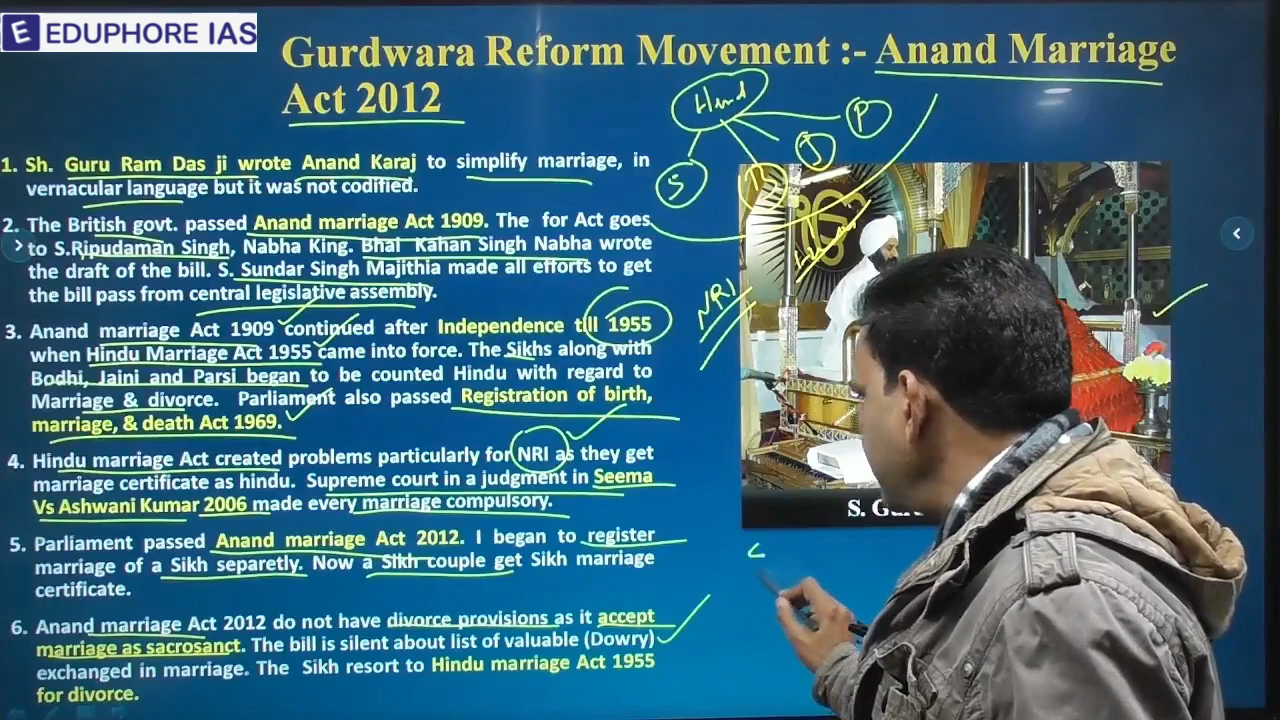 EDUPHORE IAS
Gurdwara Reform Movement :- Anand Marriage
Act 2012
Hind
P
J
S
1. Sh. Guru Ram Das ji wrote Anand Karaj to simplify marriage, in
vernacular language but it was not codified.
2. The British govt. passed Anand marriage Act 1909. The for Act goes
to S.Ripudaman Singh, Nabha King. Bhai Kahan Singh Nabha wrote
the draft of the bill. S. Sundar Singh Majithia made all efforts to get
the bill pass from central legislative assembly.
NRI
3. Anand marriage Act 1909 continued after Independence till 1955
when Hindu Marriage Act 1955 came into force. The Sikhs along with
Bodhi, Jaini and Parsi began to be counted Hindu with regard to
Marriage & divorce. Parliament also passed Registration of birth,
marriage, & death Act 1969.
4. Hindu marriage Act created problems particularly for NRI as they get
marriage certificate as hindu. Supreme court in a judgment in Seema
Vs Ashwani Kumar 2006 made every marriage compulsory.
S. Gu
5. Parliament passed Anand marriage Act 2012. I began to register
marriage of a Sikh separetly. Now a Sikh couple get Sikh marriage
certificate.
6. Anand marriage Act 2012 do not have divorce provisions as it accept
marriage as sacrosanct. The bill is silent about list of valuable (Dowry)
exchanged in marriage. The Sikh resort to Hindu marriage Act 1955
for divorce.